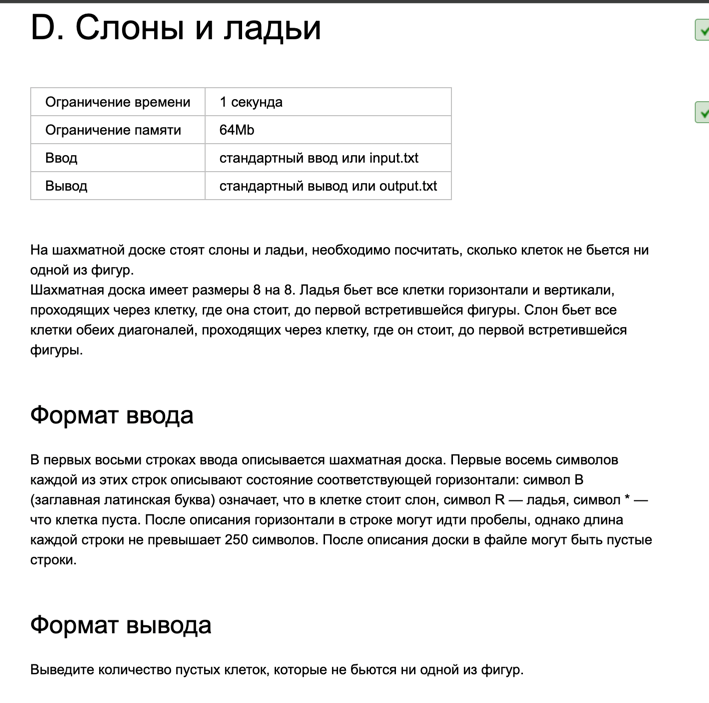 D. Слоны и ладьи
Ограничение времени 1 секунда
Ограничение памяти 64Mb
Ввод стандартный ввод или input.txt
Вывод стандартный вывод или output.txt
На шахматной доске стоят слоны и ладьи, необходимо посчитать, сколько клеток не бьется ни
одной из фигур.
Шахматная доска имеет размеры 8 на 8. Ладья бьет все клетки горизонтали и вертикали,
проходящих через клетку, где она стоит, до первой встретившейся фигуры. Слон бьет все
клетки обеих диагоналей, проходящих через клетку, где он стоит, до первой встретившейся
фигуры.
Формат ввода
В первых восьми строках ввода описывается шахматная доска. Первые восемь символов
каждой из этих строк описывают состояние соответствующей горизонтали: символ B
(заглавная латинская буква) означает, что в клетке стоит слон, символ R — ладья, символ * —
что клетка пуста. После описания горизонтали в строке могут идти пробелы, однако длина
каждой строки не превышает 250 символов. После описания доски в файле могут быть пустые
строки.
Формат вывода
Выведите количество пустых клеток, которые не бьются ни одной из фигур.